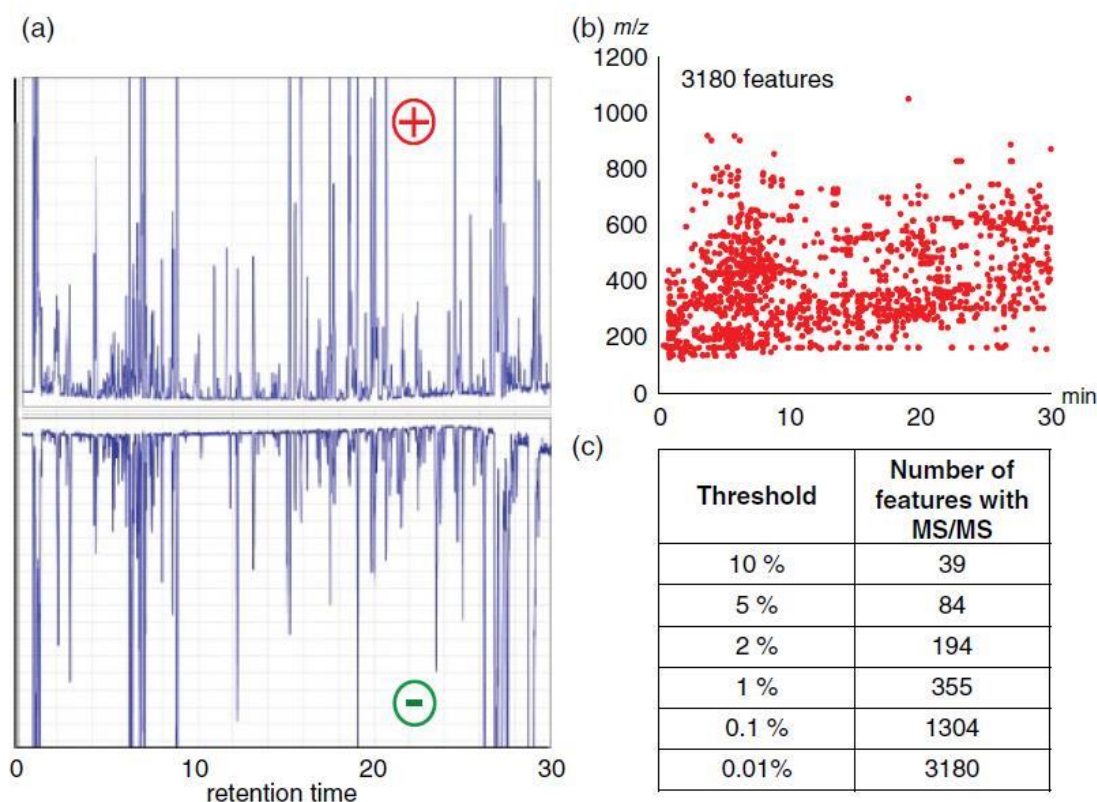 (a)
+
-
0 10 20 30
retention time
(b) m/z
1200
1000
800
600
400
200
0
3180 features
0 10 20 30
min
(c)
Threshold
Number of
features with
MS/MS
10 % 39
5 % 84
2 % 194
1 % 355
0.1 % 1304
0.01% 3180